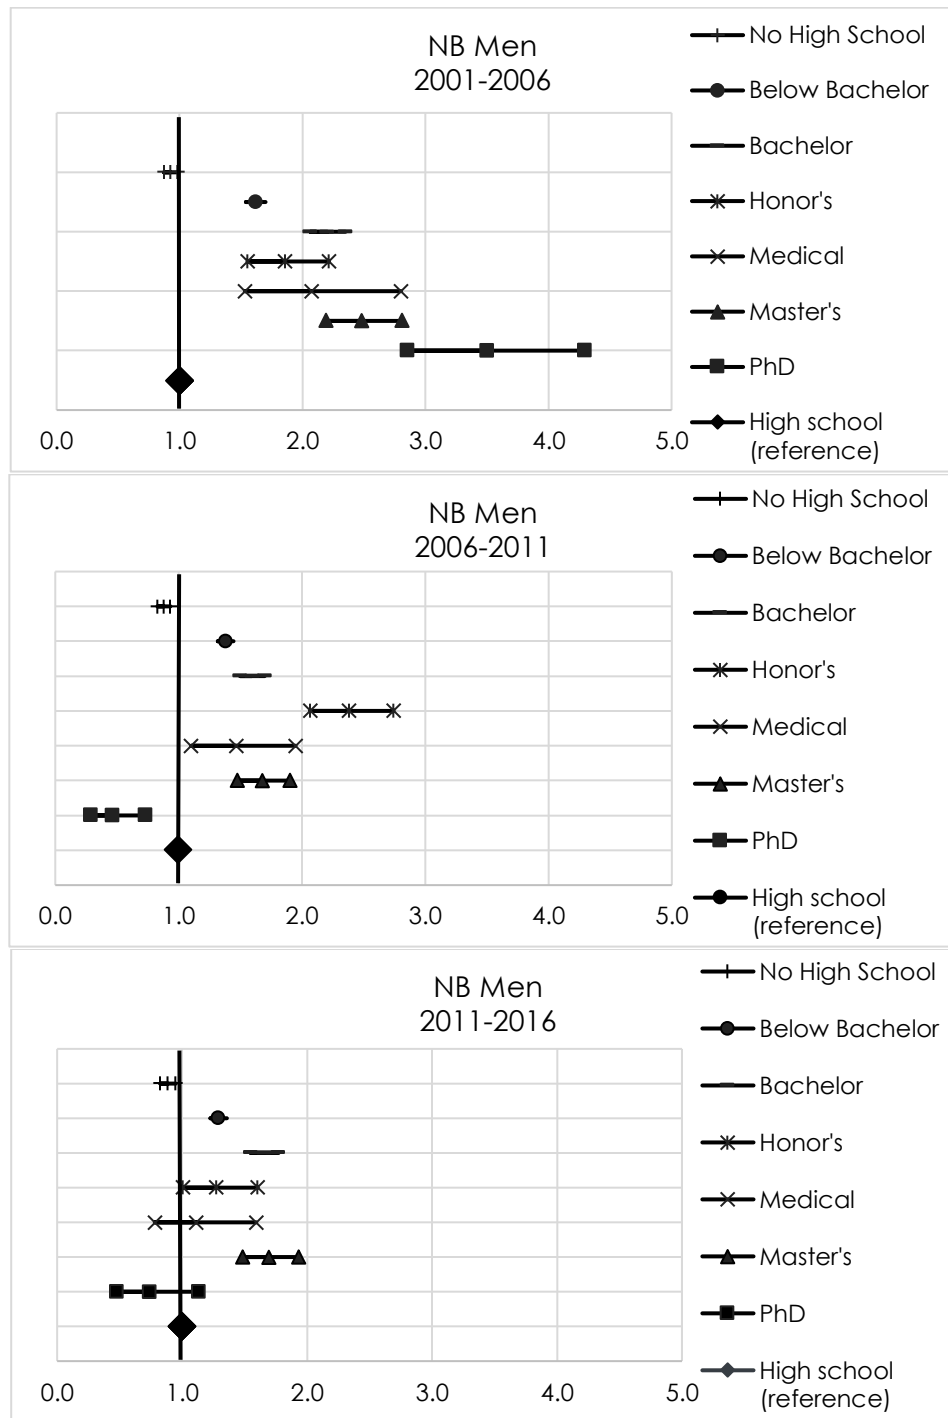 NB Men
2001-2006
No High School
Below Bachelor
Bachelor
Honor's
Medical
Master's
PhD
High school
(reference)
0.0 1.0 2.0 3.0 4.0 5.0
NB Men
2006-2011
No High School
Below Bachelor
Bachelor
Honor's
Medical
Master's
PhD
High school
(reference)
0.0 1.0 2.0 3.0 4.0 5.0
NB Men
2011-2016
No High School
Below Bachelor
Bachelor
Honor's
Medical
Master's
PhD
High school
(reference)
0.0 1.0 2.0 3.0 4.0 5.0